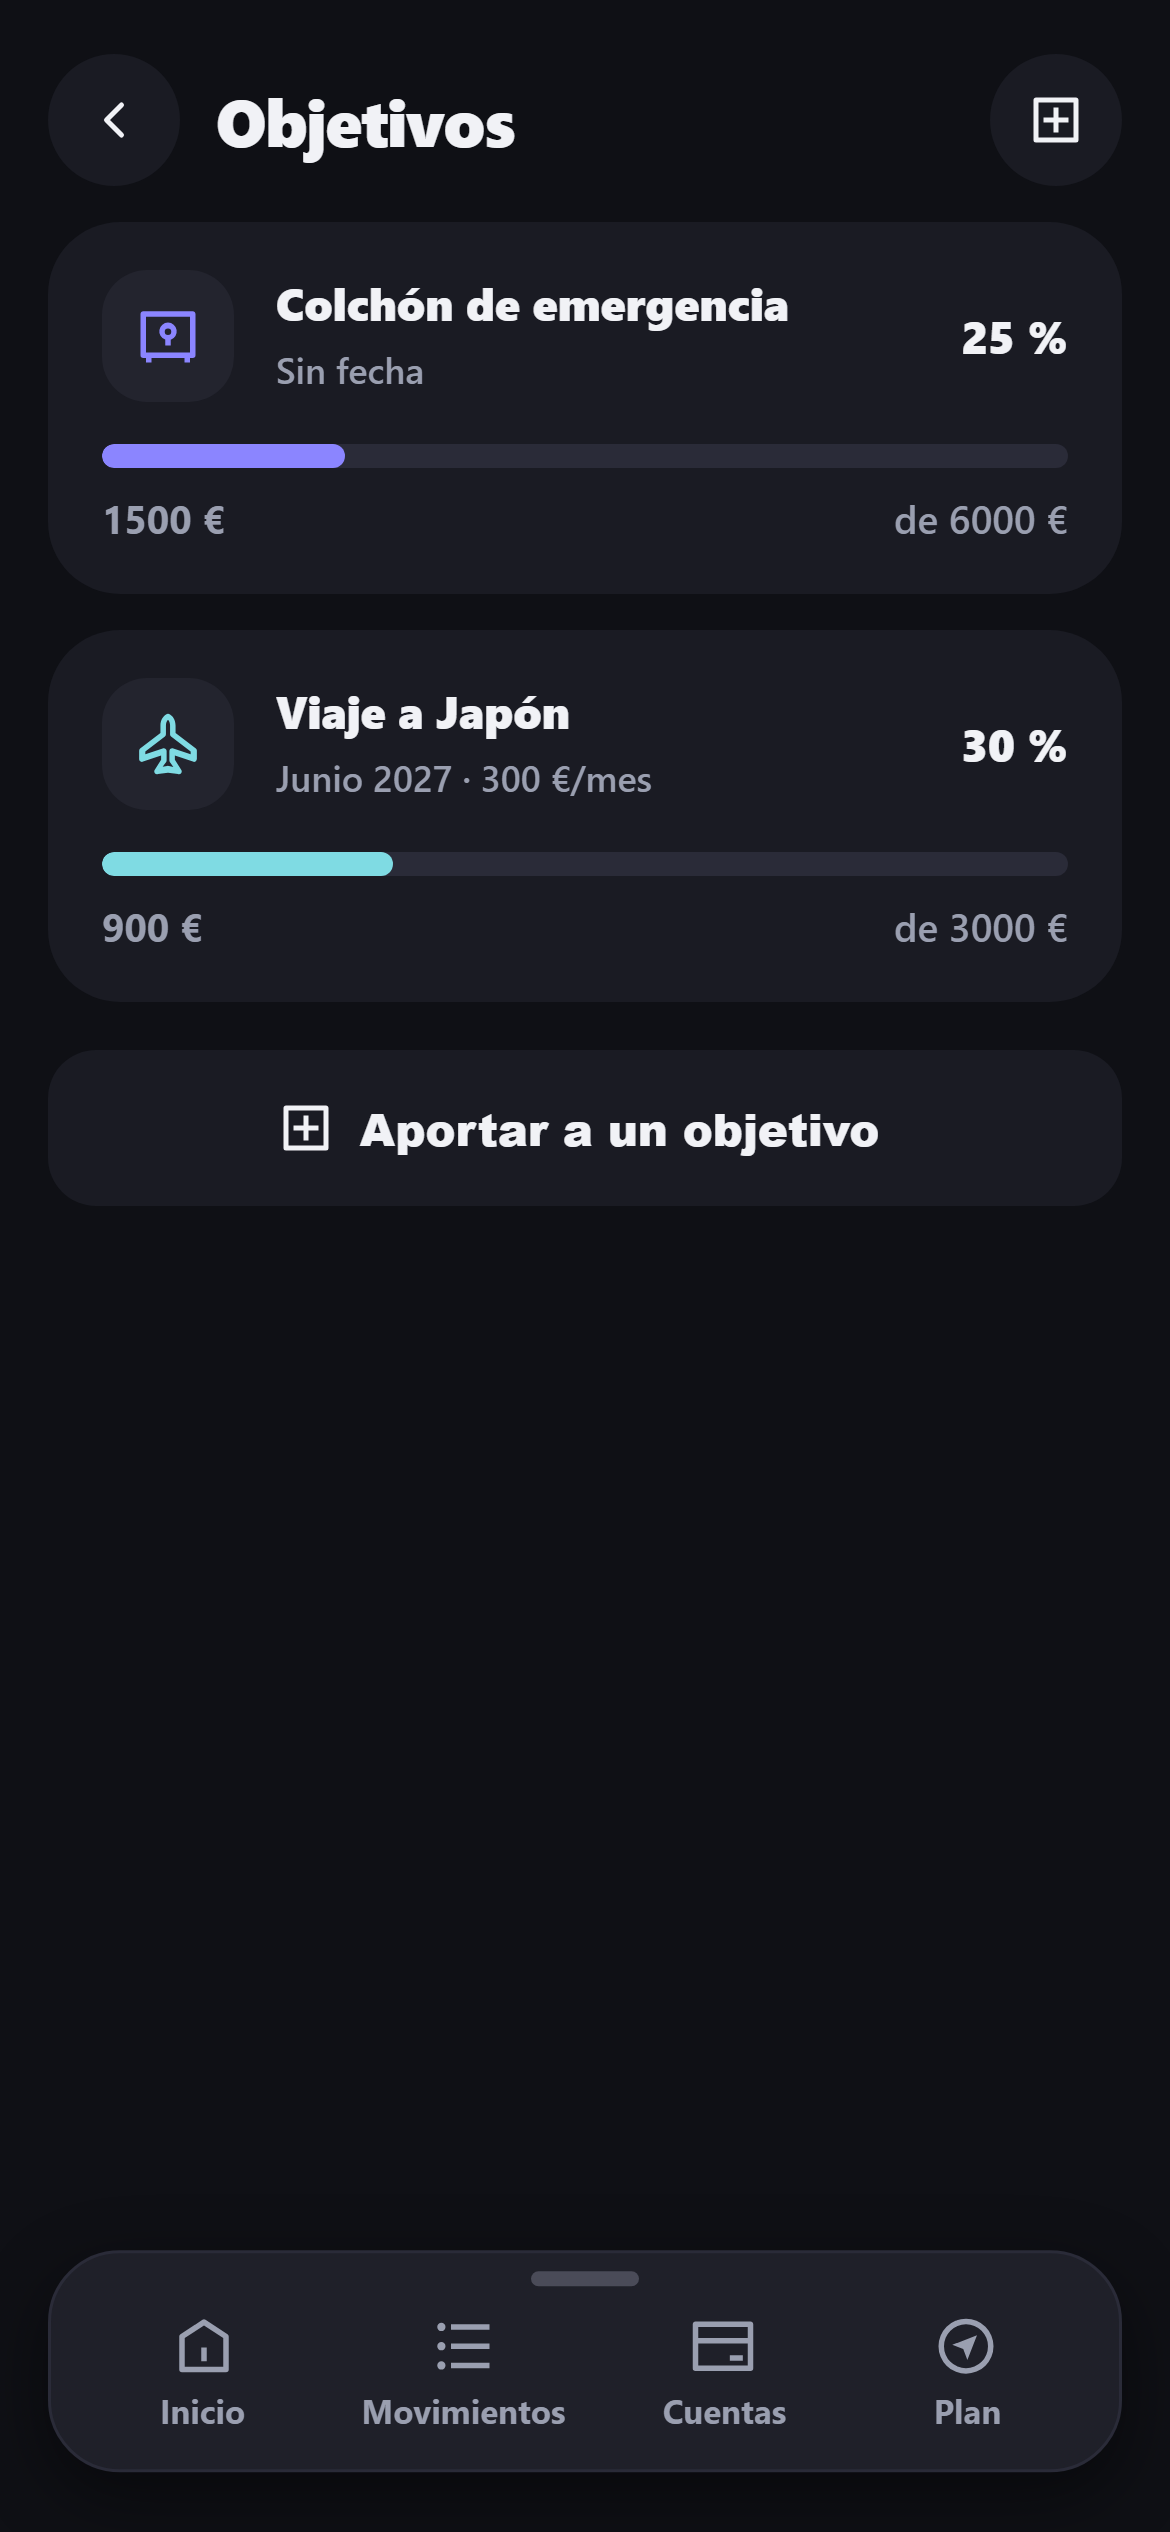 Objetivos
Colchón de emergencia
Sin fecha
25 %
1500 €
de 6000 €
Viaje a Japón
Junio 2027 · 300 €/mes
30 %
900 €
de 3000 €
Aportar a un objetivo
Inicio
Movimientos
Cuentas
Plan